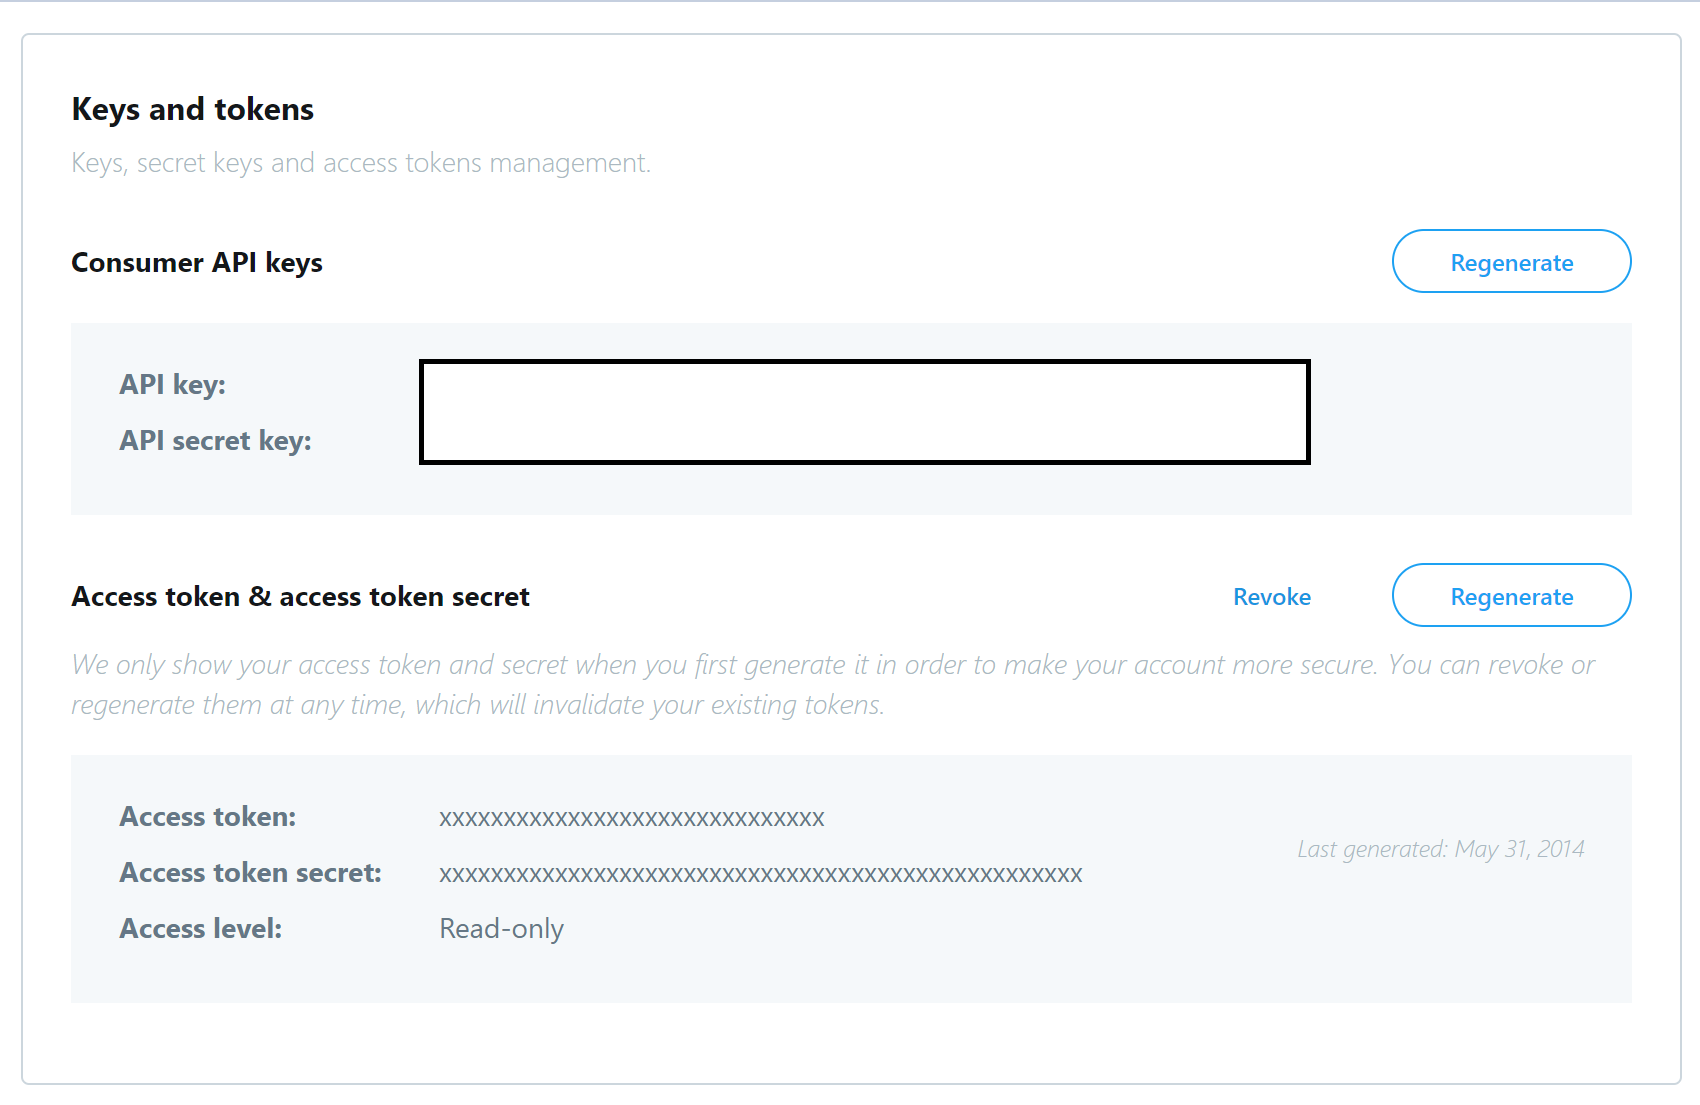 Keys and tokens
Keys, secret keys and access tokens management.
Consumer API keys
Regenerate
API key:
API secret key:
Access token & access token secret
Revoke
Regenerate
We only show your access token and secret when you first generate it in order to make your account more secure. You can revoke or
regenerate them at any time, which will invalidate your existing tokens.
Access token: xxxxxxxxxxxxxxxxxxxxxxxxxxxxxx
Last generated: May 31, 2014
Access token secret: xxxxxxxxxxxxxxxxxxxxxxxxxxxxxxxxxxxxxxxxxxxxxxxxxx
Access level: Read-only